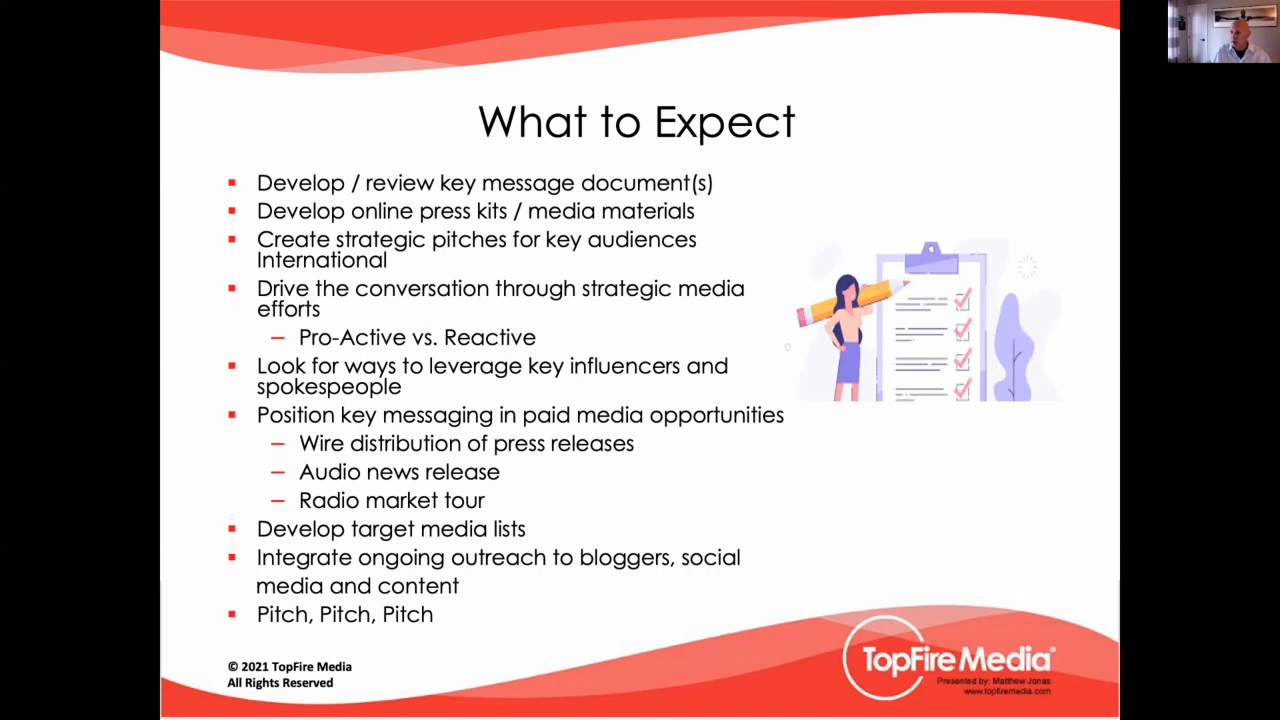 What to Expect
Develop / review key message document(s)
Develop online press kits / media materials
Create strategic pitches for key audiences
International
Drive the conversation through strategic media
efforts
– Pro-Active vs. Reactive
Look for ways to leverage key influencers and
spokespeople
Position key messaging in paid media opportunities
– Wire distribution of press releases
– Audio news release
– Radio market tour
Develop target media lists
Integrate ongoing outreach to bloggers, social
media and content
Pitch, Pitch, Pitch
© 2021 TopFire Media
All Rights Reserved
TopFire Media®
Presented by: Matthew Jonas
www.topfiremedia.com